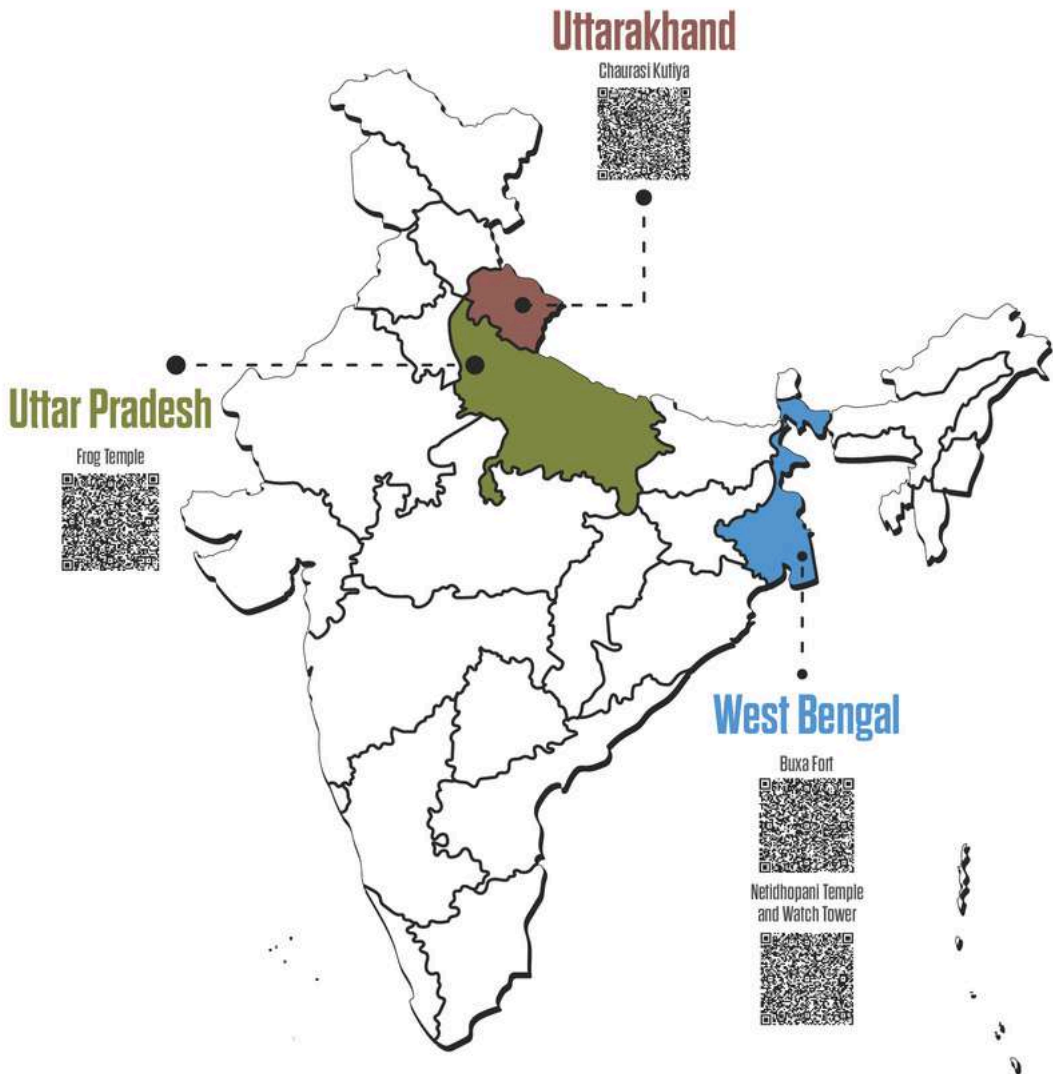 Uttarakhand
Chaurasi Kutiya
Uttar Pradesh
Frog Temple
West Bengal
Buxa Fort
Netidhopani Temple
and Watch Tower